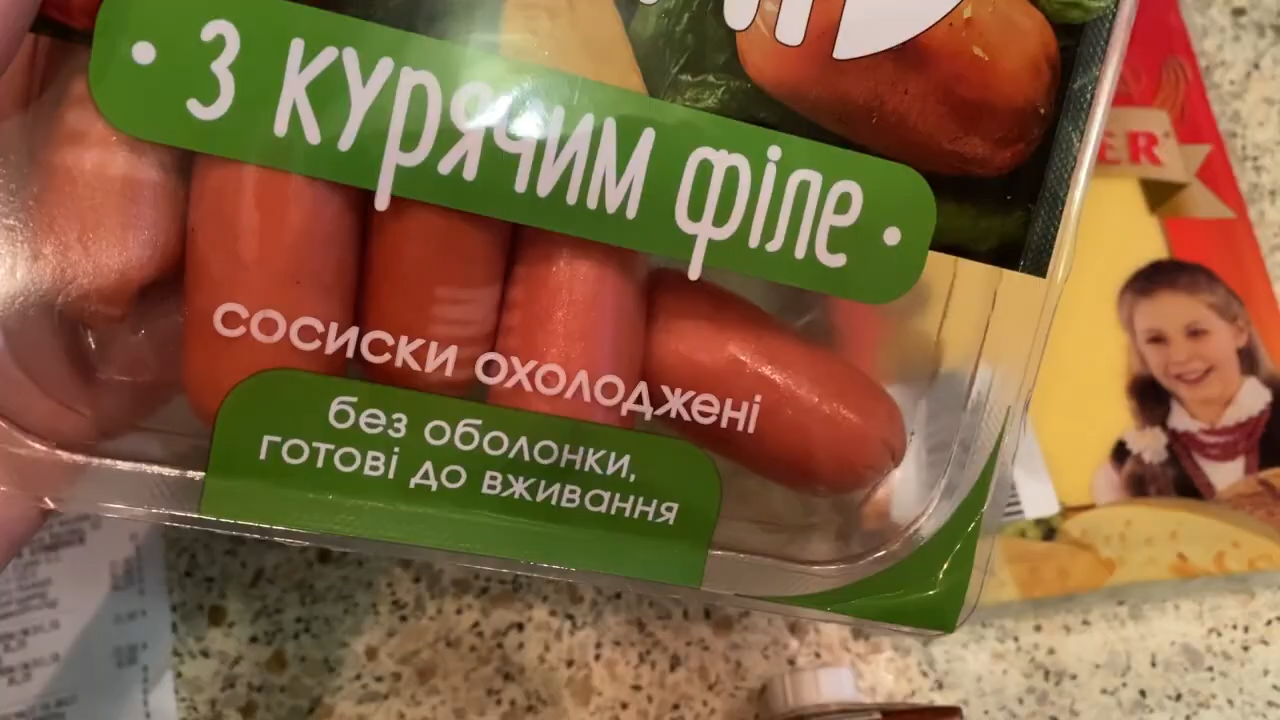 • З КУРЯЧИМ ФІЛЕ •
ER
сосиски охолоджені
без оболонки,
готові до вживання